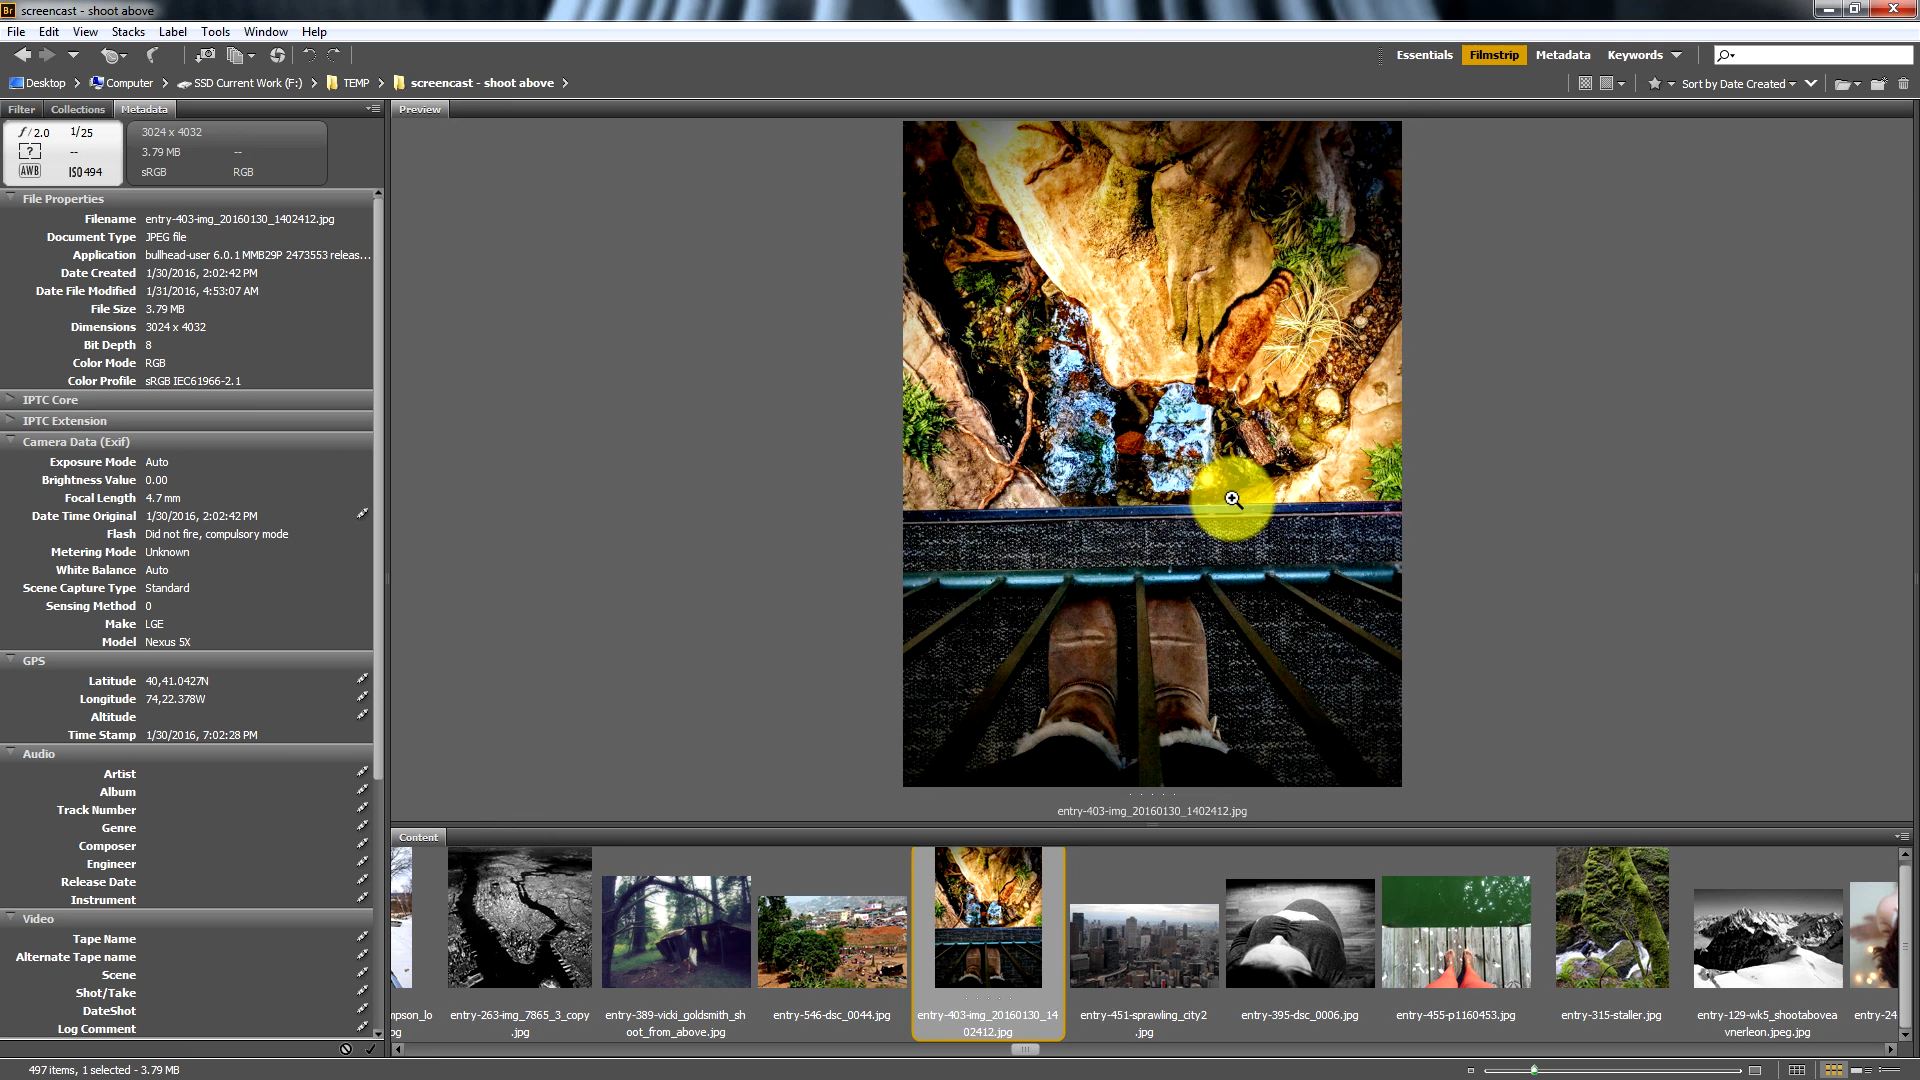 Br screencast - shoot above
File Edit View Stacks Label Tools Window Help
Essentials Filmstrip Metadata Keywords
Desktop Computer SSD Current Work (F:) TEMP screencast - shoot above
Sort by Date Created
Filter Collections Metadata
Preview
f/2.0 1/25
? --
AWB ISO494
3024 x 4032
3.79 MB --
sRGB RGB
File Properties
Filename entry-403-img_20160130_1402412.jpg
Document Type JPEG file
Application bullhead-user 6.0.1 MMB29P 2473553 releas...
Date Created 1/30/2016, 2:02:42 PM
Date File Modified 1/31/2016, 4:53:07 AM
File Size 3.79 MB
Dimensions 3024 x 4032
Bit Depth 8
Color Mode RGB
Color Profile sRGB IEC61966-2.1
IPTC Core
IPTC Extension
Camera Data (Exif)
Exposure Mode Auto
Brightness Value 0.00
Focal Length 4.7 mm
Date Time Original 1/30/2016, 2:02:42 PM
Flash Did not fire, compulsory mode
Metering Mode Unknown
White Balance Auto
Scene Capture Type Standard
Sensing Method 0
Make LGE
Model Nexus 5X
GPS
Latitude 40,41.0427N
Longitude 74,22.378W
Altitude
Time Stamp 1/30/2016, 7:02:28 PM
Audio
Artist
Album
Track Number
Genre
Composer
Engineer
Release Date
Instrument
Video
Tape Name
Alternate Tape name
Scene
Shot/Take
DateShot
Log Comment
entry-403-img_20160130_1402412.jpg
Content
mpson_lo
pg
entry-263-img_7865_3_copy
.jpg
entry-389-vicki_goldsmith_sh
oot_from_above.jpg
entry-546-dsc_0044.jpg
entry-403-img_20160130_14
02412.jpg
entry-451-sprawling_city2
.jpg
entry-395-dsc_0006.jpg
entry-455-p1160453.jpg
entry-315-staller.jpg
entry-129-wk5_shootabovea
vnerleon.jpeg.jpg
entry-24
497 items, 1 selected - 3.79 MB